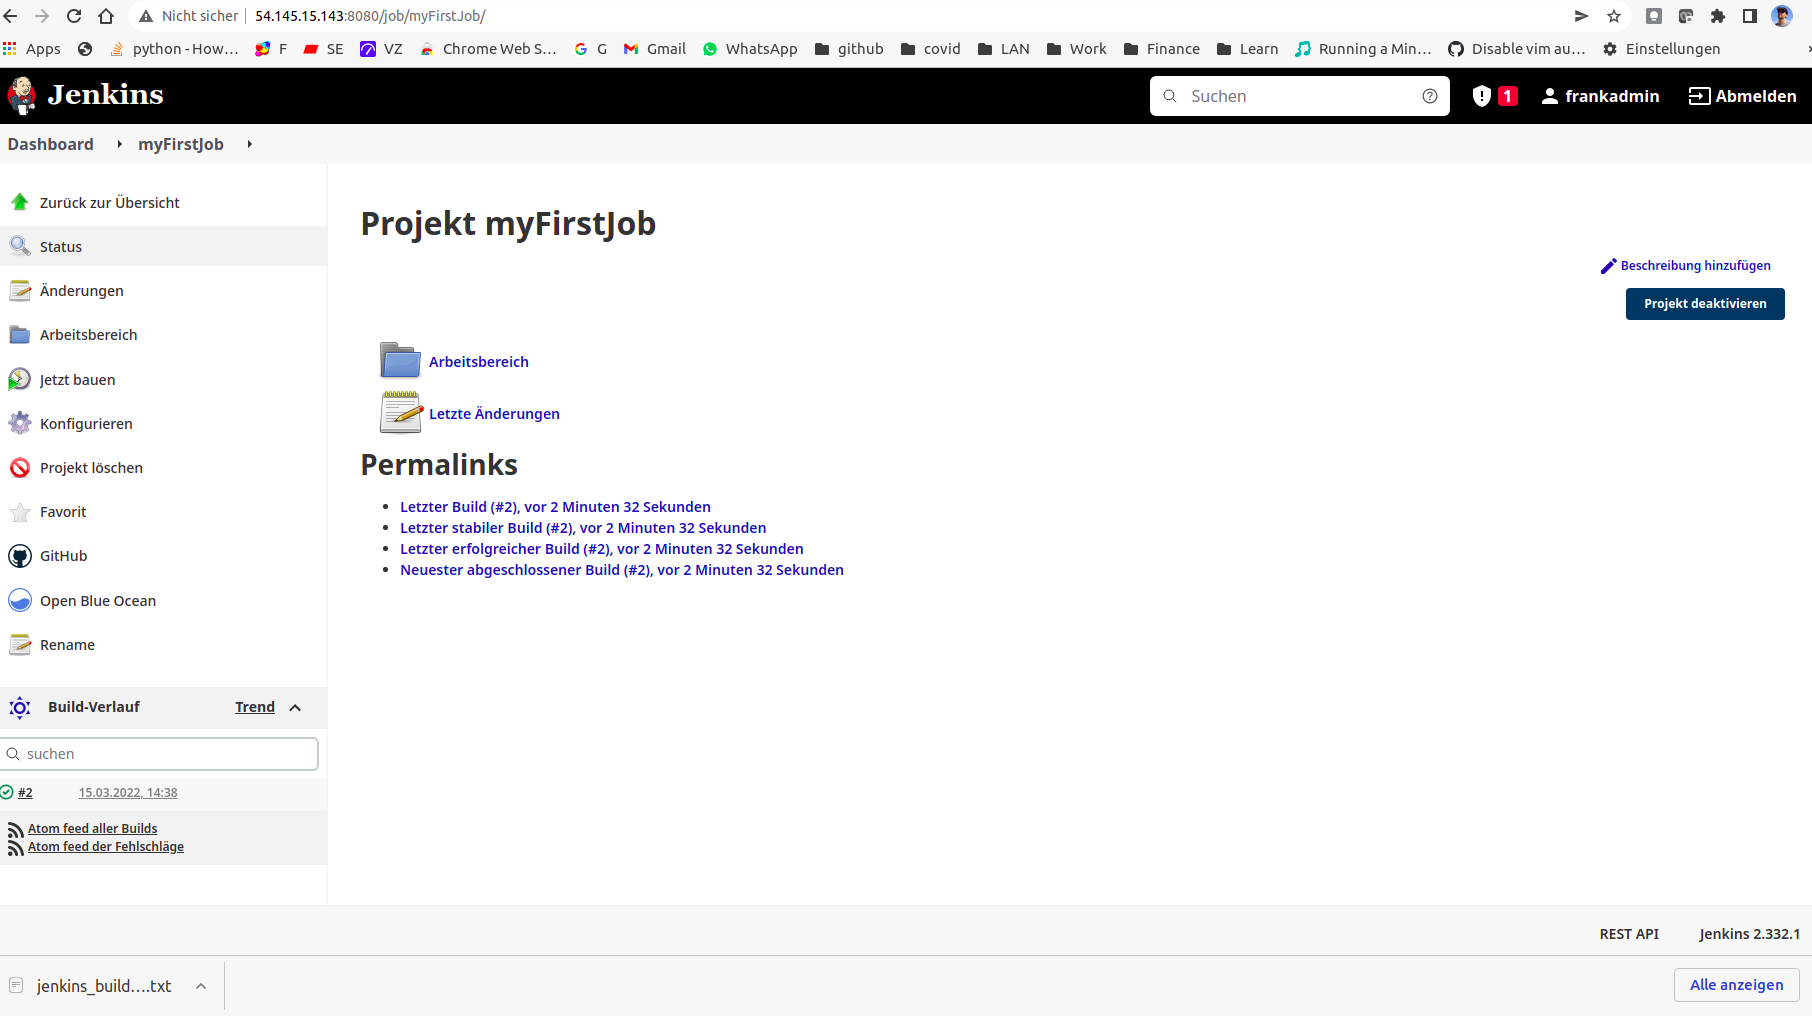 Nicht sicher 54.145.15.143:8080/job/myFirstJob/
Apps python - How… F SE VZ Chrome Web S… G Gmail WhatsApp github covid LAN Work Finance Learn Running a Min… Disable vim au… Einstellungen
Jenkins Suchen 1 frankadmin Abmelden
Dashboard myFirstJob
Zurück zur Übersicht
Status
Änderungen
Arbeitsbereich
Jetzt bauen
Konfigurieren
Projekt löschen
Favorit
GitHub
Open Blue Ocean
Rename
Build-Verlauf Trend
suchen
#2 15.03.2022, 14:38
Atom feed aller Builds
Atom feed der Fehlschläge
Projekt myFirstJob
Beschreibung hinzufügen
Projekt deaktivieren
Arbeitsbereich
Letzte Änderungen
Permalinks
Letzter Build (#2), vor 2 Minuten 32 Sekunden
Letzter stabiler Build (#2), vor 2 Minuten 32 Sekunden
Letzter erfolgreicher Build (#2), vor 2 Minuten 32 Sekunden
Neuester abgeschlossener Build (#2), vor 2 Minuten 32 Sekunden
REST API Jenkins 2.332.1
jenkins_build….txt Alle anzeigen